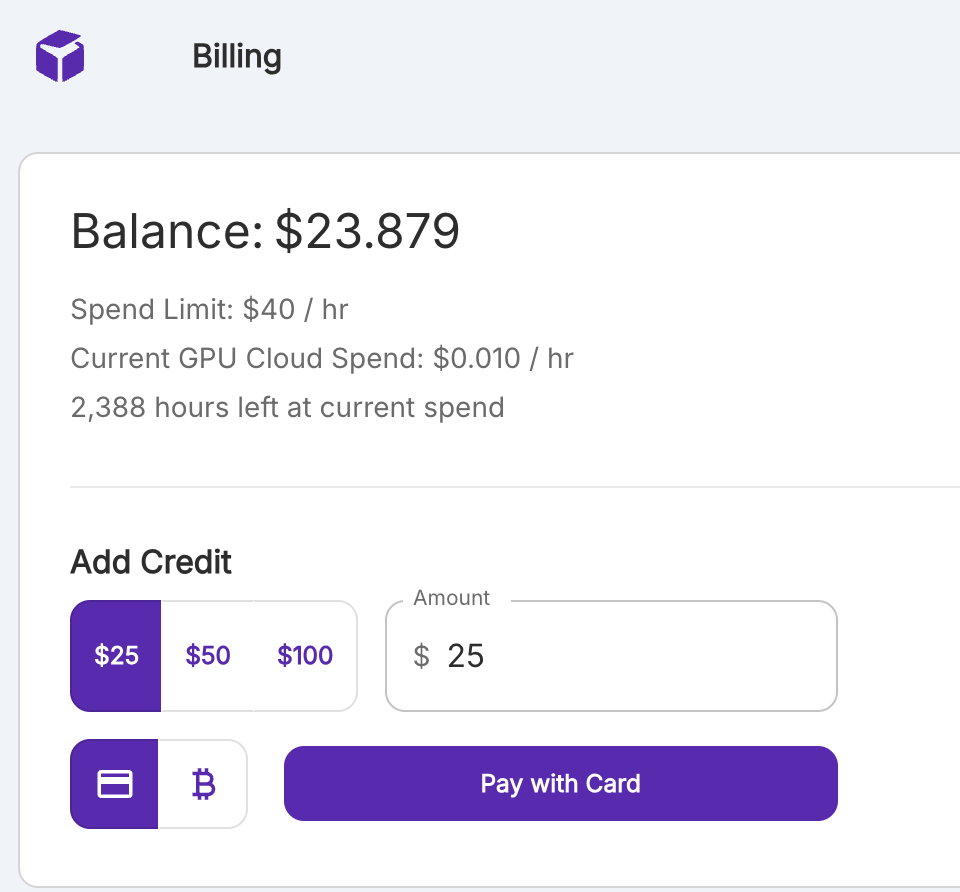 Billing
Balance: $23.879
Spend Limit: $40 / hr
Current GPU Cloud Spend: $0.010 / hr
2,388 hours left at current spend
Add Credit
Amount
$25 $50 $100 $ 25
Pay with Card